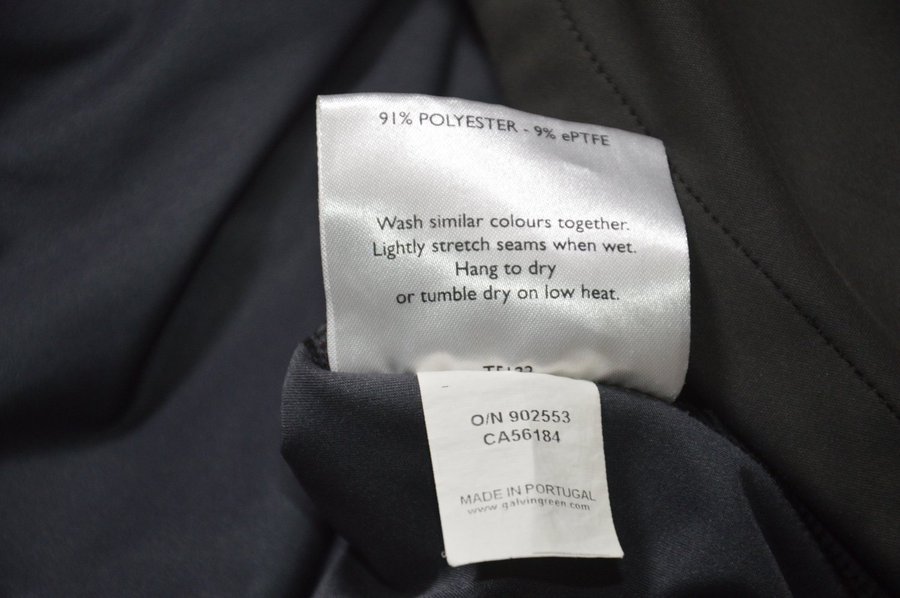 91% POLYESTER - 9% ePTFE
Wash similar colours together.
Lightly stretch seams when wet.
Hang to dry
or tumble dry on low heat.
O/N 902553
CA56184
MADE IN PORTUGAL
www.galvingreen.com